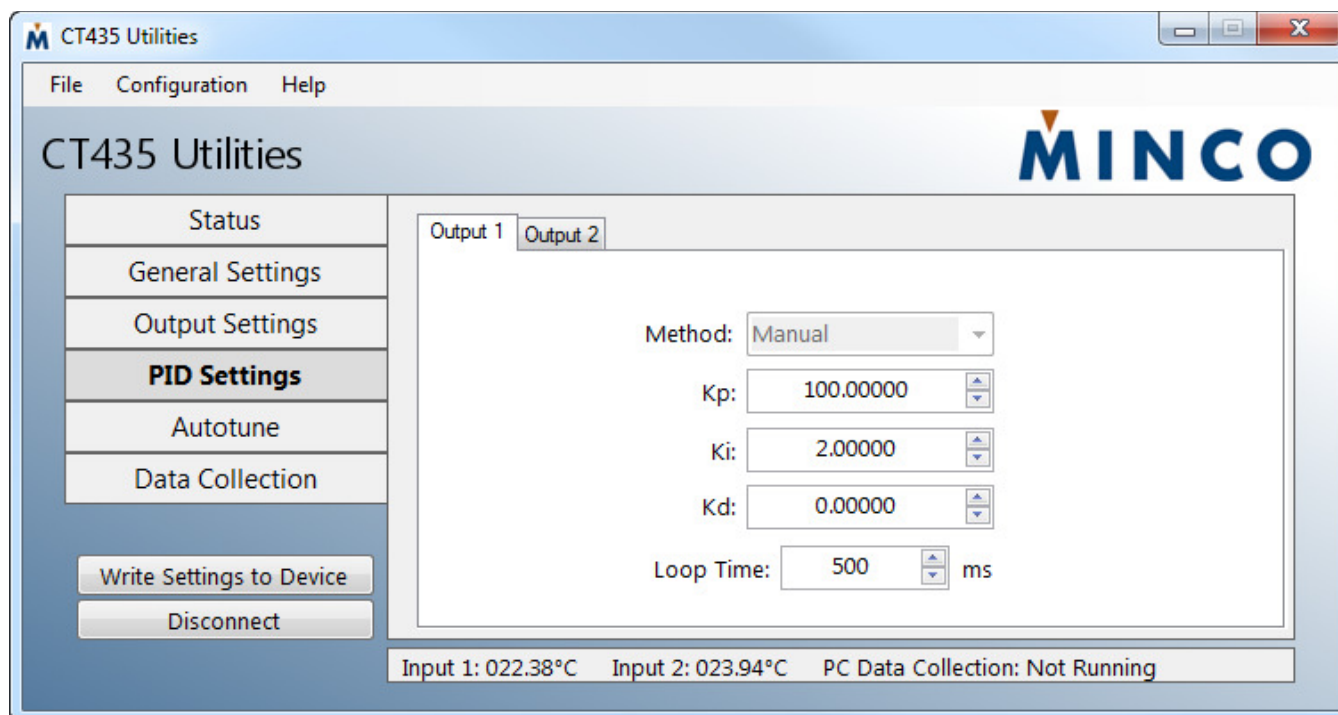 CT435 Utilities
File Configuration Help
CT435 Utilities
MINCO
Status
General Settings
Output Settings
PID Settings
Autotune
Data Collection
Write Settings to Device
Disconnect
Output 1 Output 2
Method: Manual
Kp: 100.00000
Ki: 2.00000
Kd: 0.00000
Loop Time: 500 ms
Input 1: 022.38°C Input 2: 023.94°C PC Data Collection: Not Running